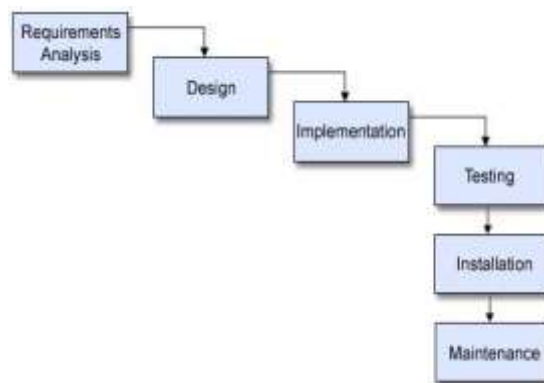 Requirements
Analysis
Design
Implementation
Testing
Installation
Maintenance